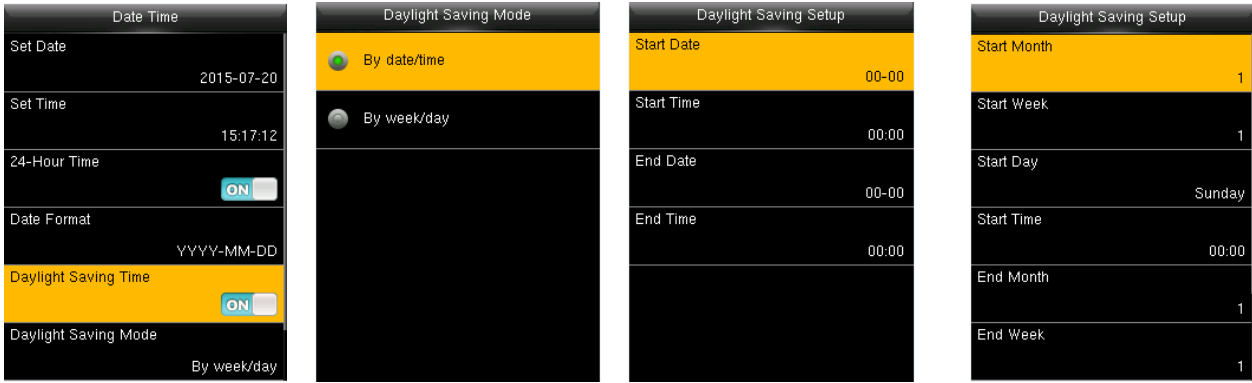 Date Time
Set Date
2015-07-20
Set Time
15:17:12
24-Hour Time
ON
Date Format
YYYY-MM-DD
Daylight Saving Time
ON
Daylight Saving Mode
By week/day
Daylight Saving Mode
By date/time
By week/day
Daylight Saving Setup
Start Date
00-00
Start Time
00:00
End Date
00-00
End Time
00:00
Daylight Saving Setup
Start Month
1
Start Week
1
Start Day
Sunday
Start Time
00:00
End Month
1
End Week
1